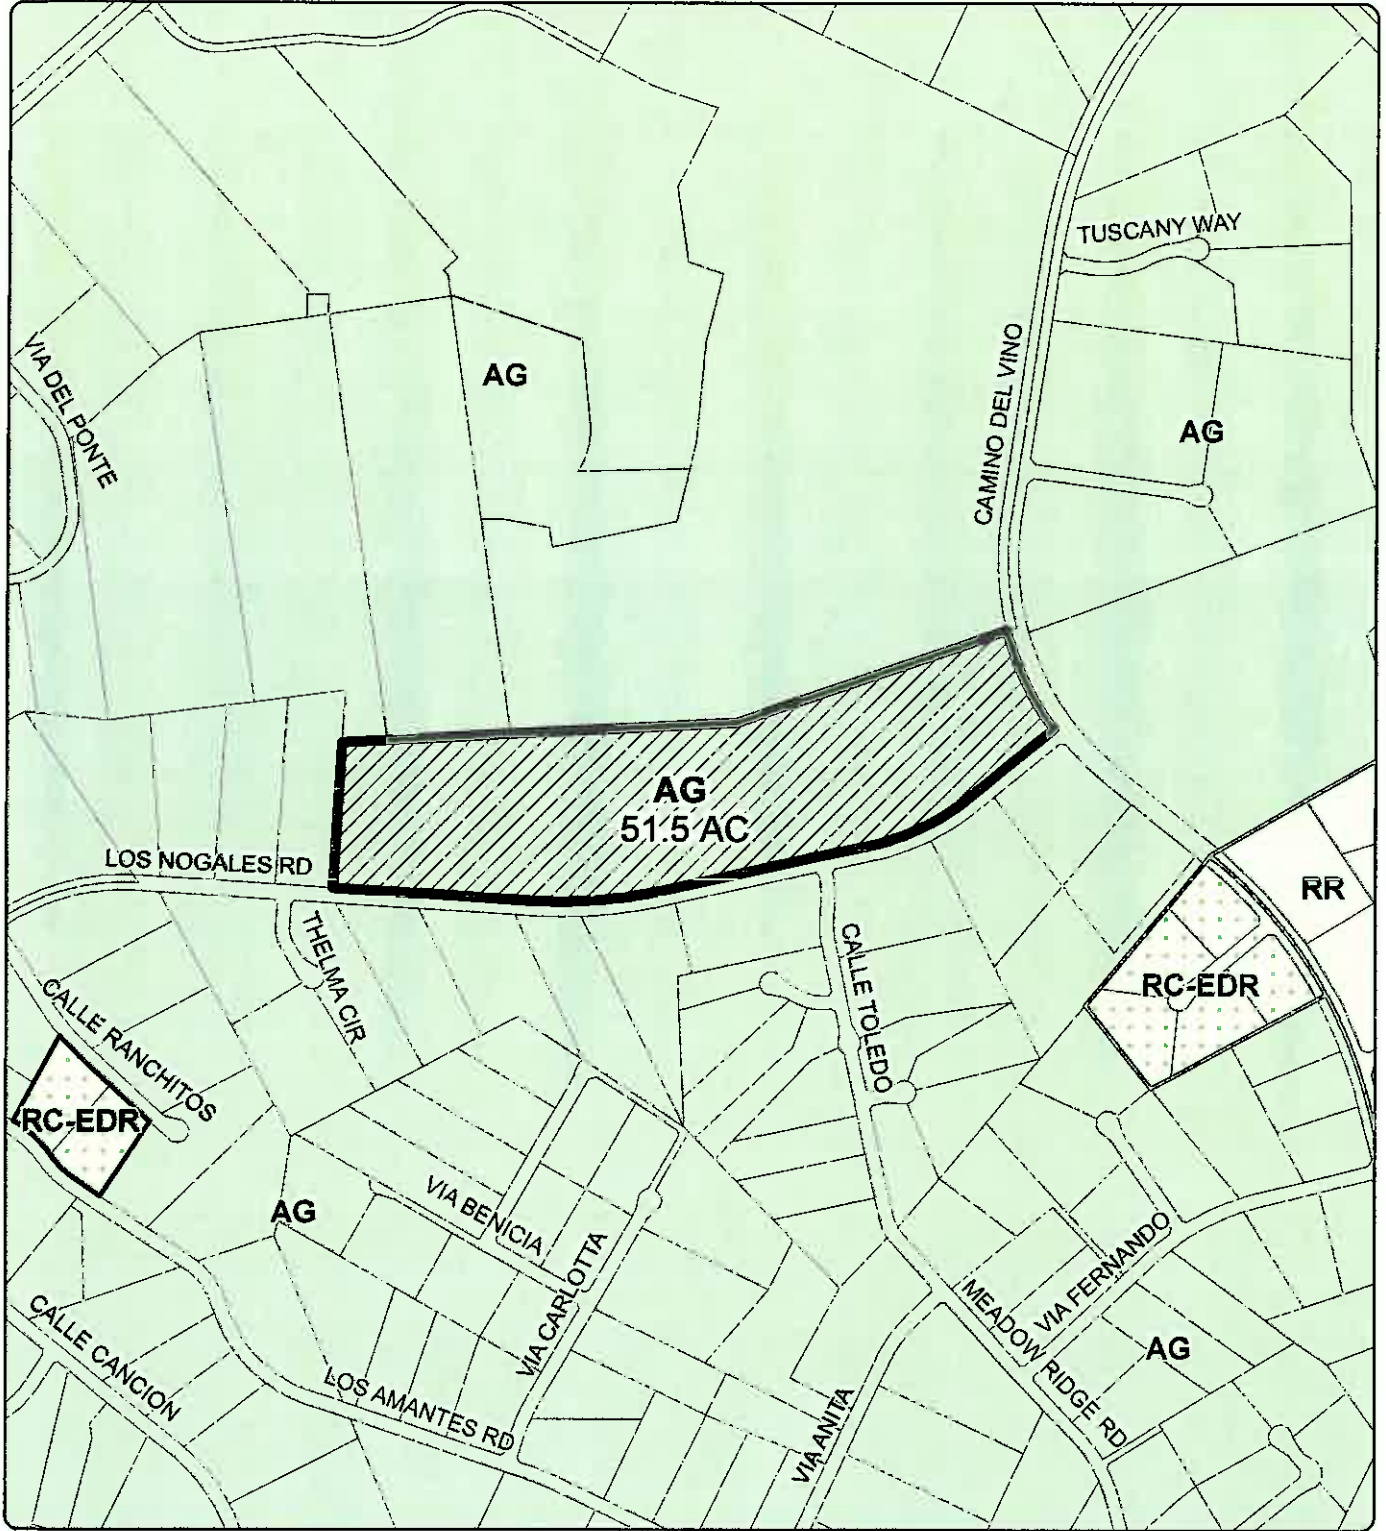 TUSCANY WAY
VIA DEL PONTE
AG
CAMINO DEL VINO
AG
AG
51.5 AC
LOS NOGALES RD
RR
THELMA CIR
CALLE TOLEDO
RC-EDR
CALLE RANCHITOS
RC-EDR
AG
VIA BENICIA
VIA CARLOTTA
VIA FERNANDO
MEADOW RIDGE RD
CALLE CANCION
LOS AMANTES RD
AG
VIA ANITA